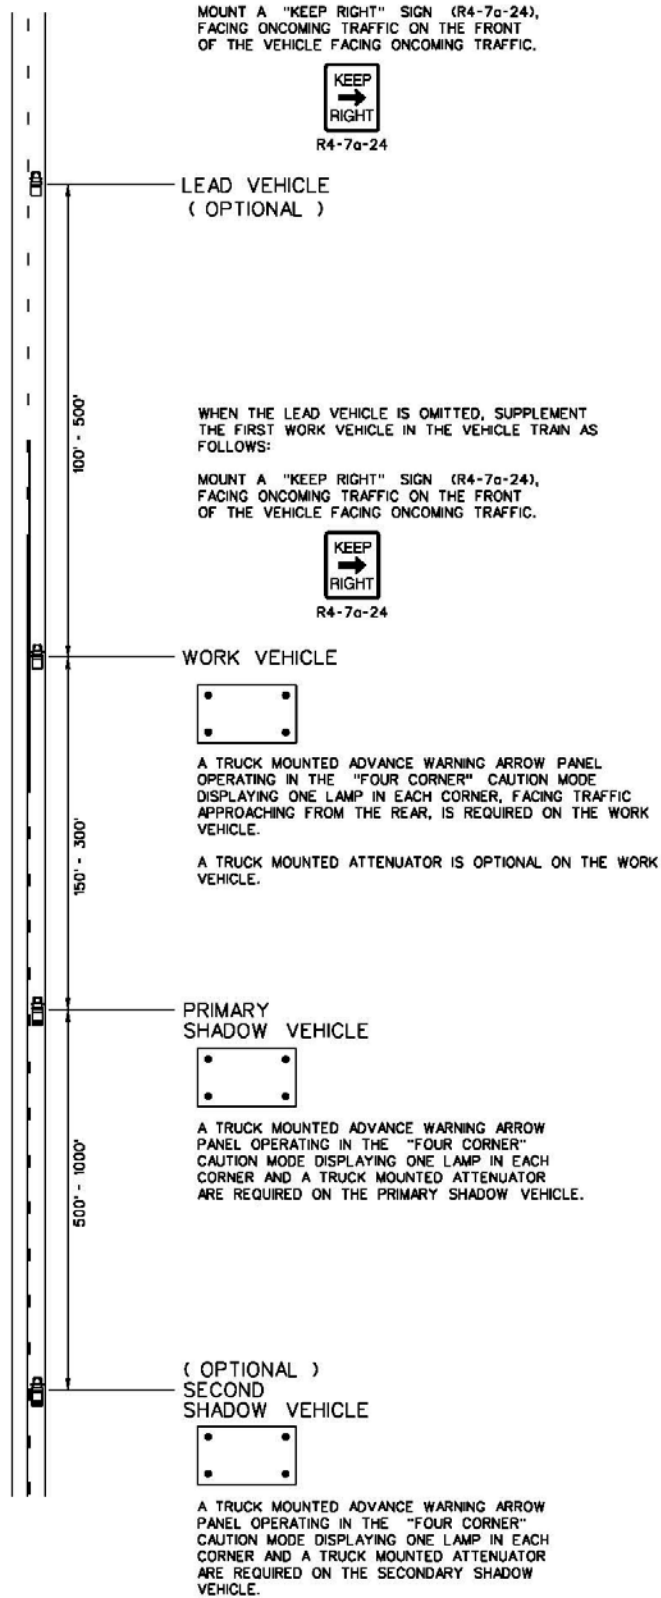 MOUNT A "KEEP RIGHT" SIGN (R4-7a-24),
FACING ONCOMING TRAFFIC ON THE FRONT
OF THE VEHICLE FACING ONCOMING TRAFFIC.
KEEP
RIGHT
R4-7a-24
LEAD VEHICLE
( OPTIONAL )
100' - 500'
WHEN THE LEAD VEHICLE IS OMITTED, SUPPLEMENT
THE FIRST WORK VEHICLE IN THE VEHICLE TRAIN AS
FOLLOWS:
MOUNT A "KEEP RIGHT" SIGN (R4-7a-24),
FACING ONCOMING TRAFFIC ON THE FRONT
OF THE VEHICLE FACING ONCOMING TRAFFIC.
KEEP
RIGHT
R4-7a-24
WORK VEHICLE
A TRUCK MOUNTED ADVANCE WARNING ARROW PANEL
OPERATING IN THE "FOUR CORNER" CAUTION MODE
DISPLAYING ONE LAMP IN EACH CORNER, FACING TRAFFIC
APPROACHING FROM THE REAR, IS REQUIRED ON THE WORK
VEHICLE.
150' - 300'
A TRUCK MOUNTED ATTENUATOR IS OPTIONAL ON THE WORK
VEHICLE.
PRIMARY
SHADOW VEHICLE
A TRUCK MOUNTED ADVANCE WARNING ARROW
PANEL OPERATING IN THE "FOUR CORNER"
CAUTION MODE DISPLAYING ONE LAMP IN EACH
CORNER AND A TRUCK MOUNTED ATTENUATOR
ARE REQUIRED ON THE PRIMARY SHADOW VEHICLE.
500' - 1000'
( OPTIONAL )
SECOND
SHADOW VEHICLE
A TRUCK MOUNTED ADVANCE WARNING ARROW
PANEL OPERATING IN THE "FOUR CORNER"
CAUTION MODE DISPLAYING ONE LAMP IN EACH
CORNER AND A TRUCK MOUNTED ATTENUATOR
ARE REQUIRED ON THE SECONDARY SHADOW
VEHICLE.